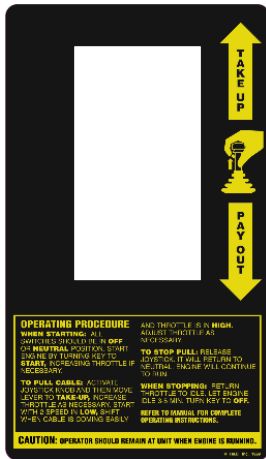 TAKE UP
PAY OUT
OPERATING PROCEDURE
WHEN STARTING: ALL
SWITCHES SHOULD BE IN OFF
OR NEUTRAL POSITION. START
ENGINE BY TURNING KEY TO
START, INCREASING THROTTLE IF
NECESSARY.
TO PULL CABLE: ACTIVATE
JOYSTICK KNOB AND THEN MOVE
LEVER TO TAKE-UP, INCREASE
THROTTLE AS NECESSARY. START
WITH 2 SPEED IN LOW, SHIFT
WHEN CABLE IS COMING EASILY
AND THROTTLE IS IN HIGH.
ADJUST THROTTLE AS
NECESSARY.
TO STOP PULL: RELEASE
JOYSTICK. IT WILL RETURN TO
NEUTRAL. ENGINE WILL CONTINUE
TO RUN.
WHEN STOPPING: RETURN
THROTTLE TO IDLE. LET ENGINE
IDLE 3-5 MIN. TURN KEY TO OFF.
REFER TO MANUAL FOR COMPLETE
OPERATING INSTRUCTIONS.
CAUTION: OPERATOR SHOULD REMAIN AT UNIT WHEN ENGINE IS RUNNING.